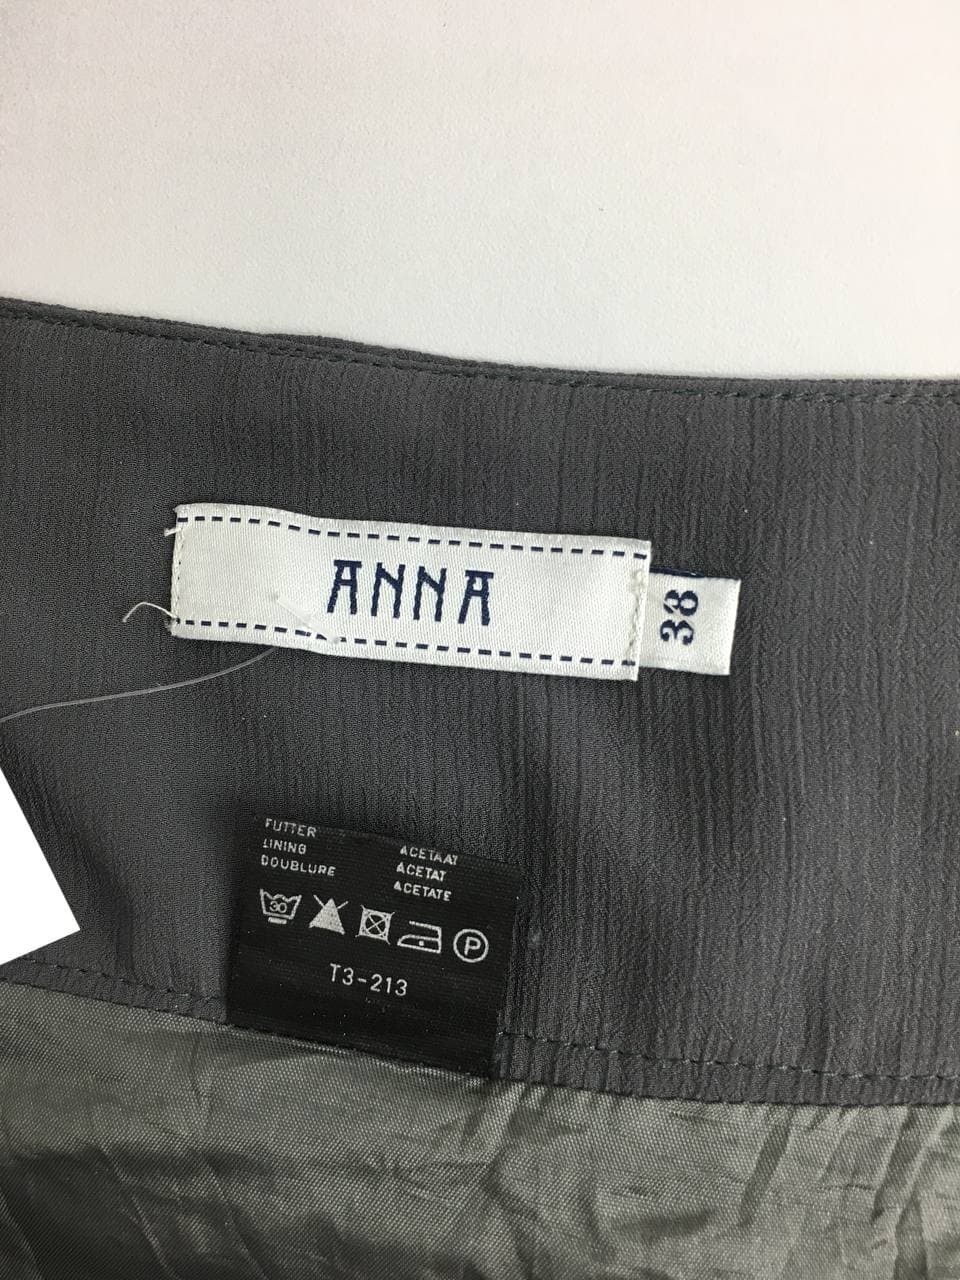 ANNA
38
FUTTER
LINING
DOUBLURE
ACETAAT
ACETAT
ACETATE
30
P
T3-213